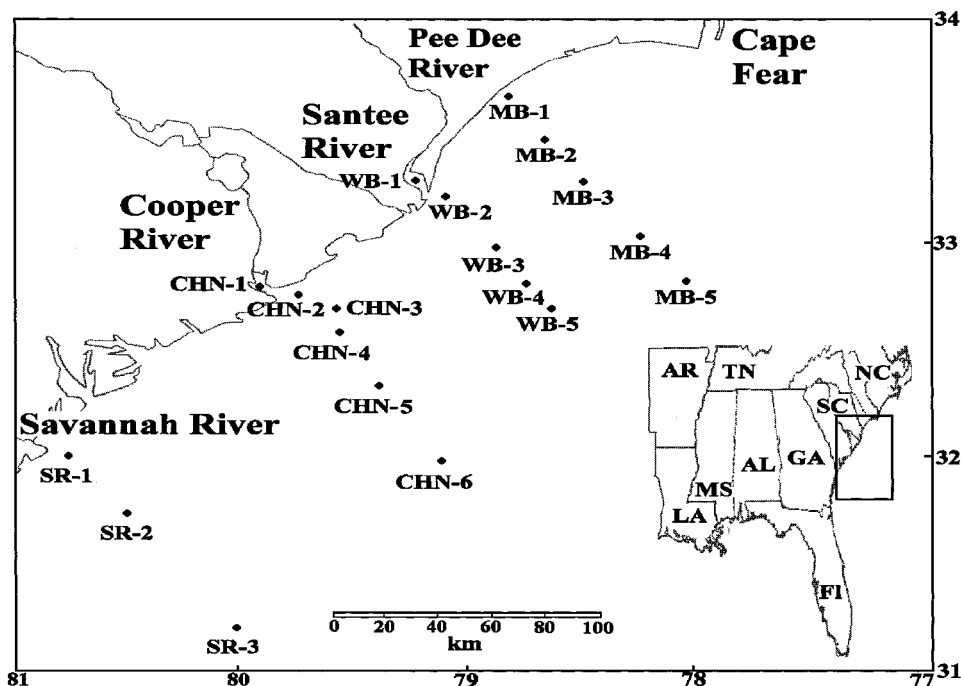 34
Pee Dee
River
Cape
Fear
MB-1
Santee
River
MB-2
WB-1
MB-3
WB-2
Cooper
River
33
MB-4
WB-3
CHN-1
MB-5
WB-4
CHN-2
CHN-3
WB-5
CHN-4
CHN-5
AR
TN
NC
SC
Savannah River
32
SR-1
CHN-6
AL
GA
MS
LA
SR-2
Fl
0 20 40 60 80 100
km
SR-3
31
81 80 79 78 77